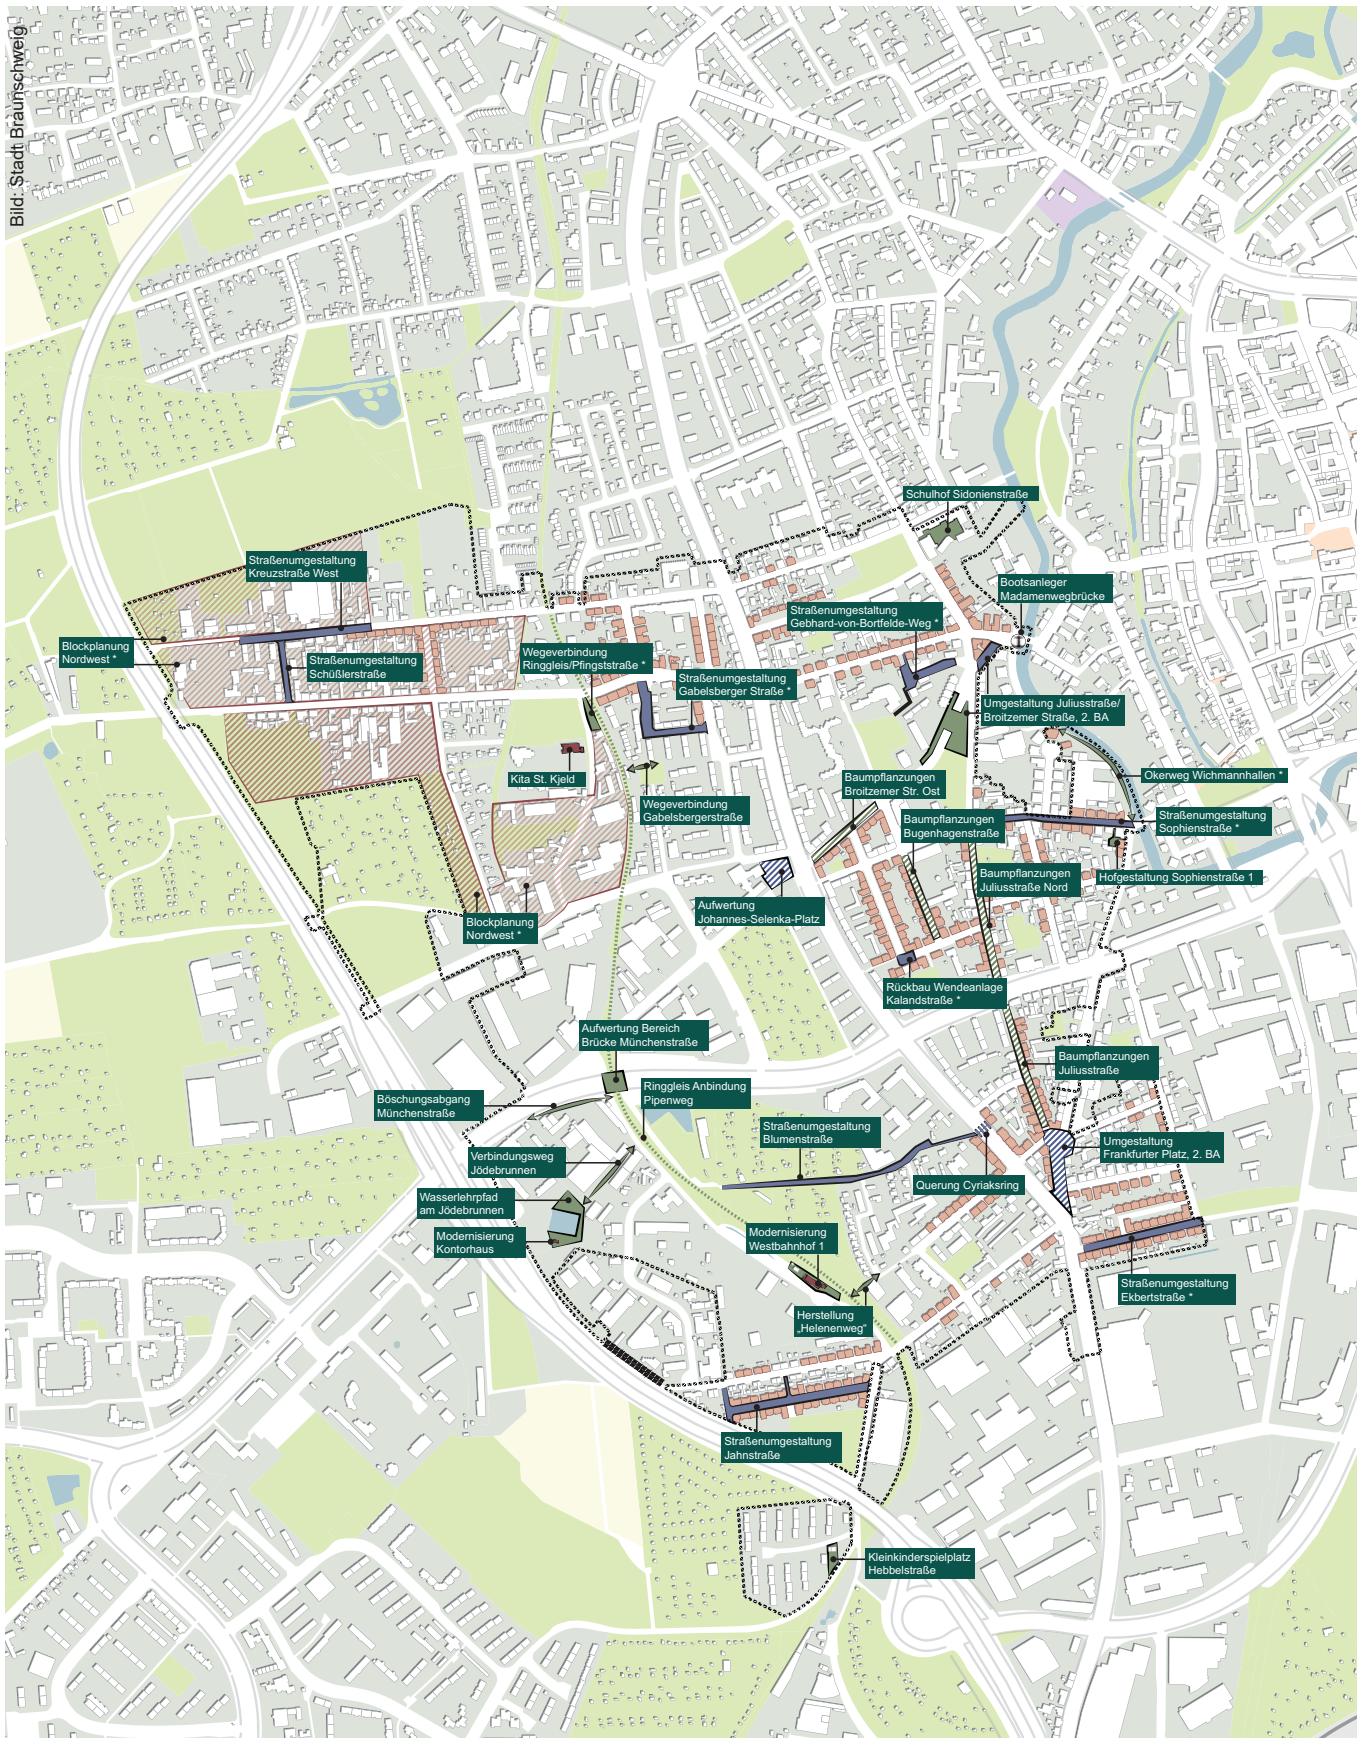 Bild: Stadt Braunschweig
Schulhof Sidonienstraße
Straßenumgestaltung
Kreuzstraße West
Bootsanleger
Madamenwegbrücke
Straßenumgestaltung
Gebhard-von-Bortfelde-Weg *
Blockplanung
Nordwest *
Straßenumgestaltung
Schüßlerstraße
Wegeverbindung
Ringgleis/Pfingststraße *
Straßenumgestaltung
Gabelsberger Straße *
Umgestaltung Juliusstraße/
Broitzemer Straße, 2. BA
Kita St. Kjeld
Okerweg Wichmannhallen *
Baumpflanzungen
Broitzemer Str. Ost
Wegeverbindung
Gabelsbergerstraße
Straßenumgestaltung
Sophienstraße *
Baumpflanzungen
Bugenhagenstraße
Baumpflanzungen
Juliusstraße Nord
Hofgestaltung Sophienstraße 1
Aufwertung
Johannes-Selenka-Platz
Blockplanung
Nordwest *
Rückbau Wendeanlage
Kalandstraße *
Aufwertung Bereich
Brücke Münchenstraße
Baumpflanzungen
Juliusstraße
Ringgleis Anbindung
Pipenweg
Böschungsabgang
Münchenstraße
Straßenumgestaltung
Blumenstraße
Umgestaltung
Frankfurter Platz, 2. BA
Verbindungsweg
Jödebrunnen
Querung Cyriaksring
Wasserlehrpfad
am Jödebrunnen
Modernisierung
Kontorhaus
Modernisierung
Westbahnhof 1
Straßenumgestaltung
Ekbertstraße *
Herstellung
„Helenenweg“
Straßenumgestaltung
Jahnstraße
Kleinkinderspielplatz
Hebbelstraße